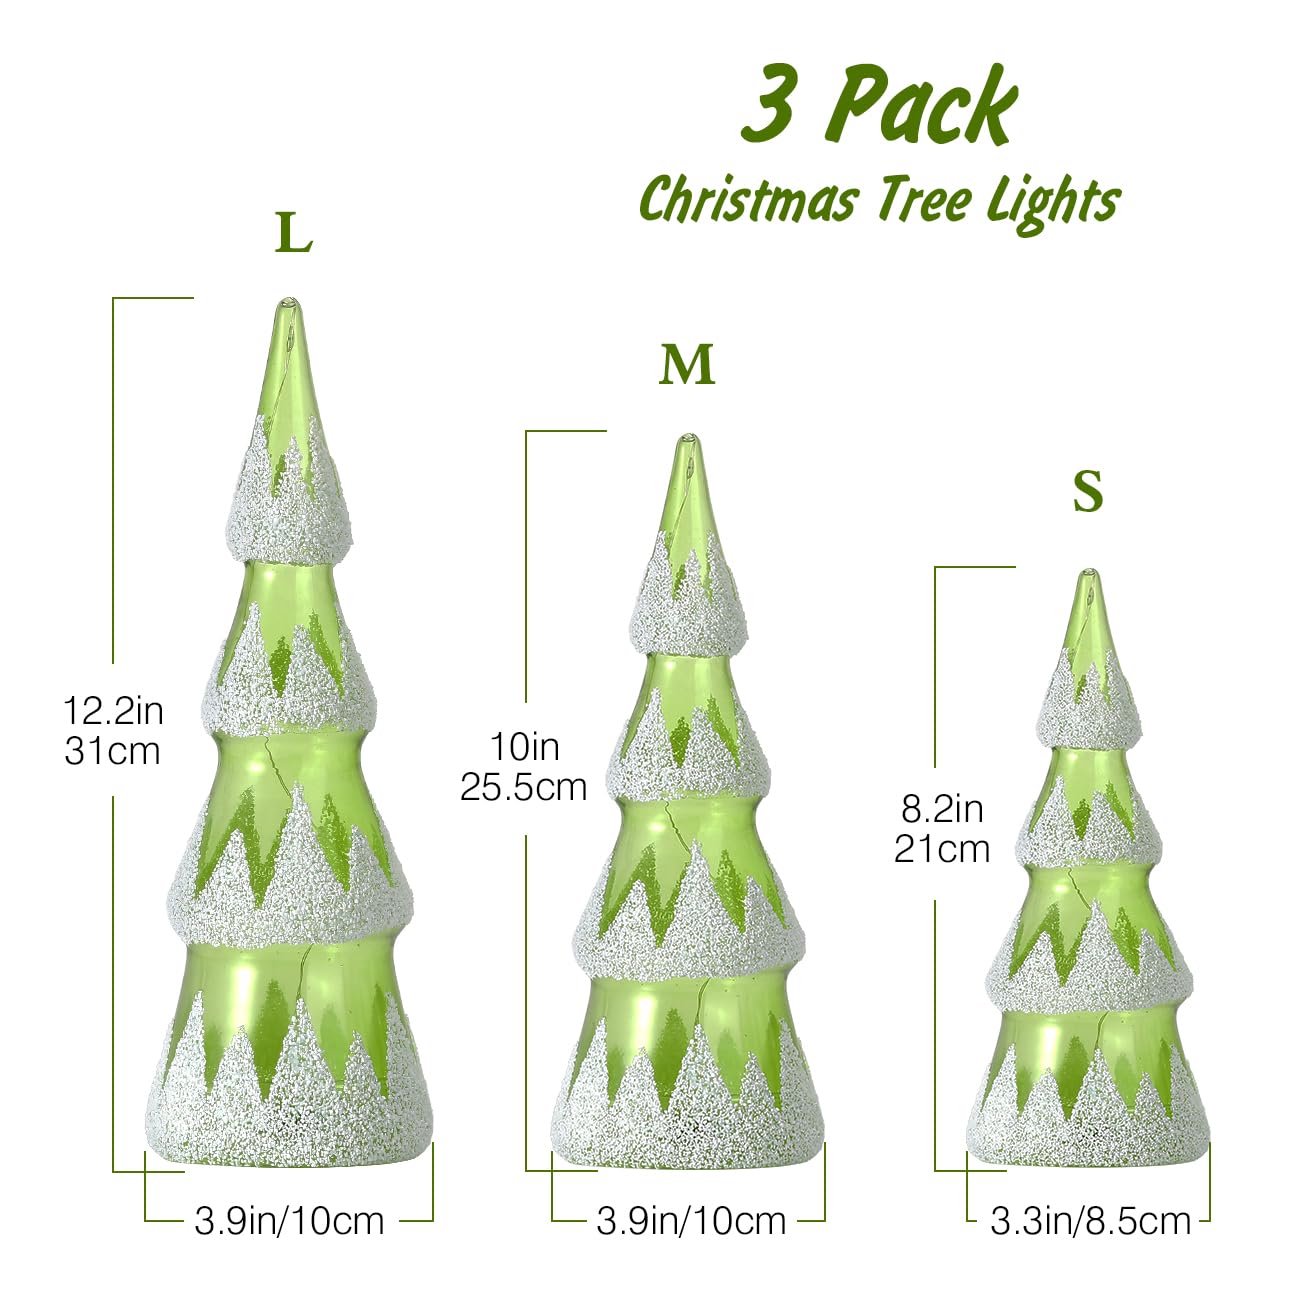 3 Pack
Christmas Tree Lights
L
M
S
12.2in
31cm
10in
25.5cm
8.2in
21cm
3.9in/10cm
3.9in/10cm
3.3in/8.5cm